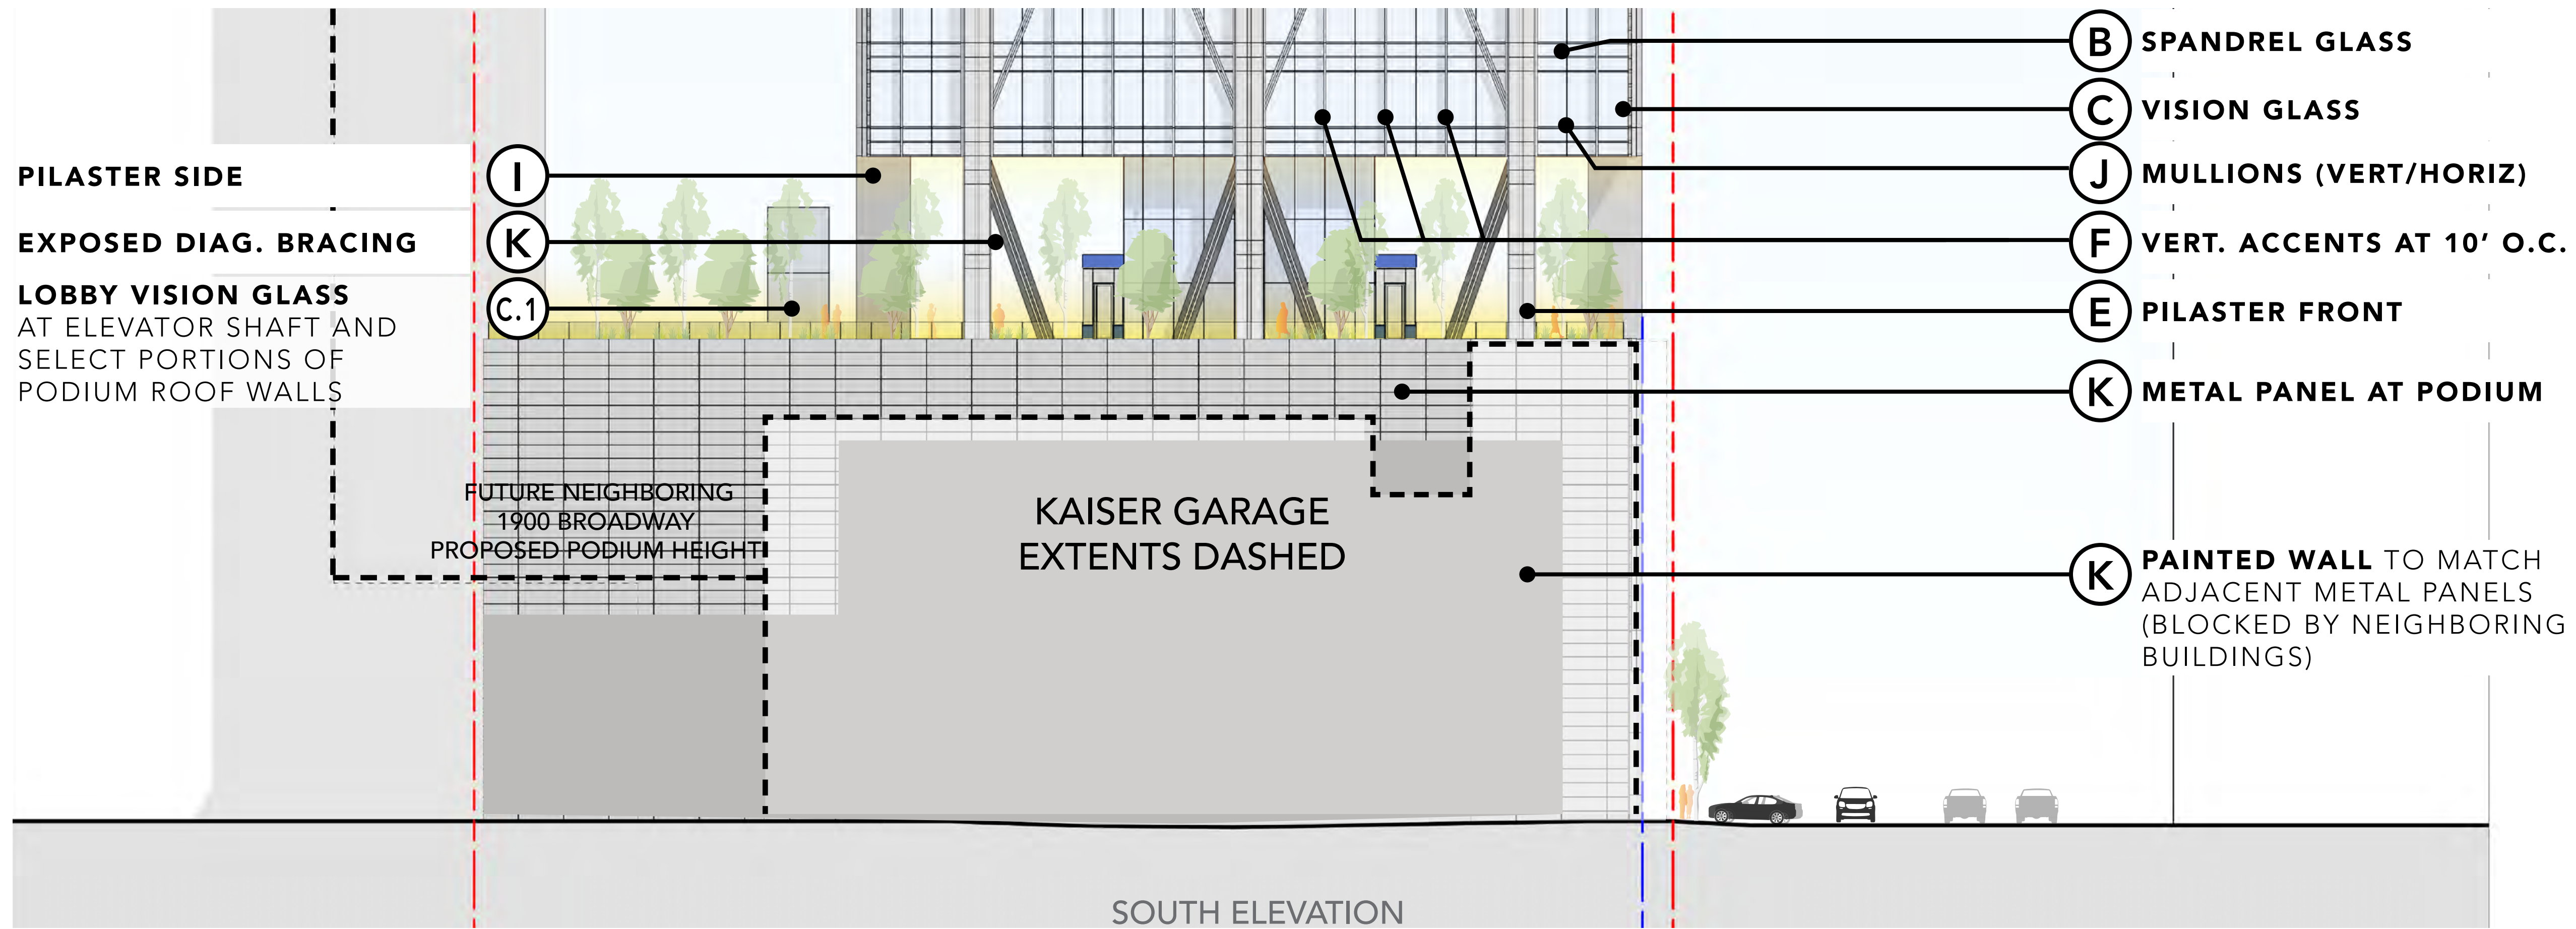 PILASTER SIDE
I
EXPOSED DIAG. BRACING
K
LOBBY VISION GLASS
AT ELEVATOR SHAFT AND
SELECT PORTIONS OF
PODIUM ROOF WALLS
C.1
B SPANDREL GLASS
C VISION GLASS
J MULLIONS (VERT/HORIZ)
F VERT. ACCENTS AT 10’ O.C.
E PILASTER FRONT
K METAL PANEL AT PODIUM
K PAINTED WALL TO MATCH
ADJACENT METAL PANELS
(BLOCKED BY NEIGHBORING
BUILDINGS)
FUTURE NEIGHBORING
1900 BROADWAY
PROPOSED PODIUM HEIGHT
KAISER GARAGE
EXTENTS DASHED
SOUTH ELEVATION